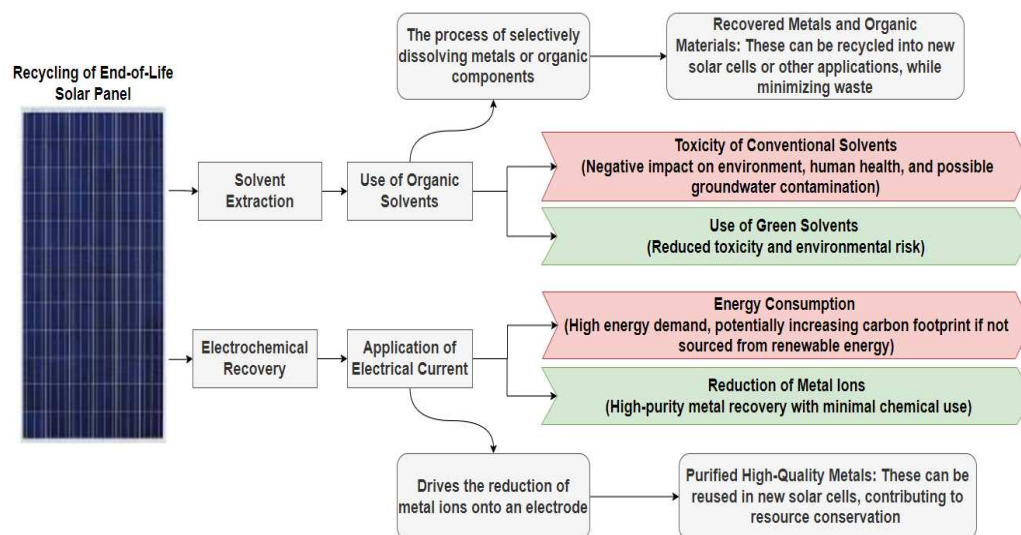 Recycling of End-of-Life
Solar Panel
The process of selectively
dissolving metals or organic
components
Recovered Metals and Organic
Materials: These can be recycled into new
solar cells or other applications, while
minimizing waste
Solvent
Extraction
Use of Organic
Solvents
Toxicity of Conventional Solvents
(Negative impact on environment, human health, and possible
groundwater contamination)
Use of Green Solvents
(Reduced toxicity and environmental risk)
Electrochemical
Recovery
Application of
Electrical Current
Energy Consumption
(High energy demand, potentially increasing carbon footprint if not
sourced from renewable energy)
Reduction of Metal Ions
(High-purity metal recovery with minimal chemical use)
Drives the reduction of
metal ions onto an electrode
Purified High-Quality Metals: These can be
reused in new solar cells, contributing to
resource conservation